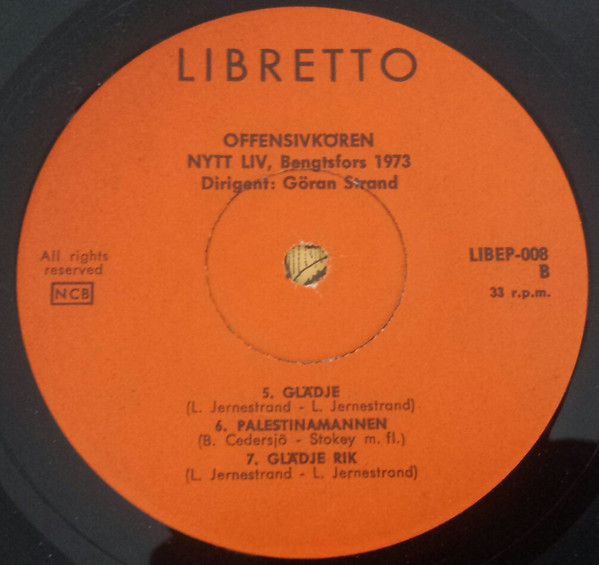 LIBRETTO
OFFENSIVKÖREN
NYTT LIV, Bengtsfors 1973
Dirigent: Göran Strand
All rights
reserved
NCB
LIBEP-008
B
33 r.p.m.
5. GLÄDJE
(L. Jernestrand - L. Jernestrand)
6. PALESTINAMANNEN
(B. Cedersjö - Stokey m. fl.)
7. GLÄDJE RIK
(L. Jernestrand - L. Jernestrand)